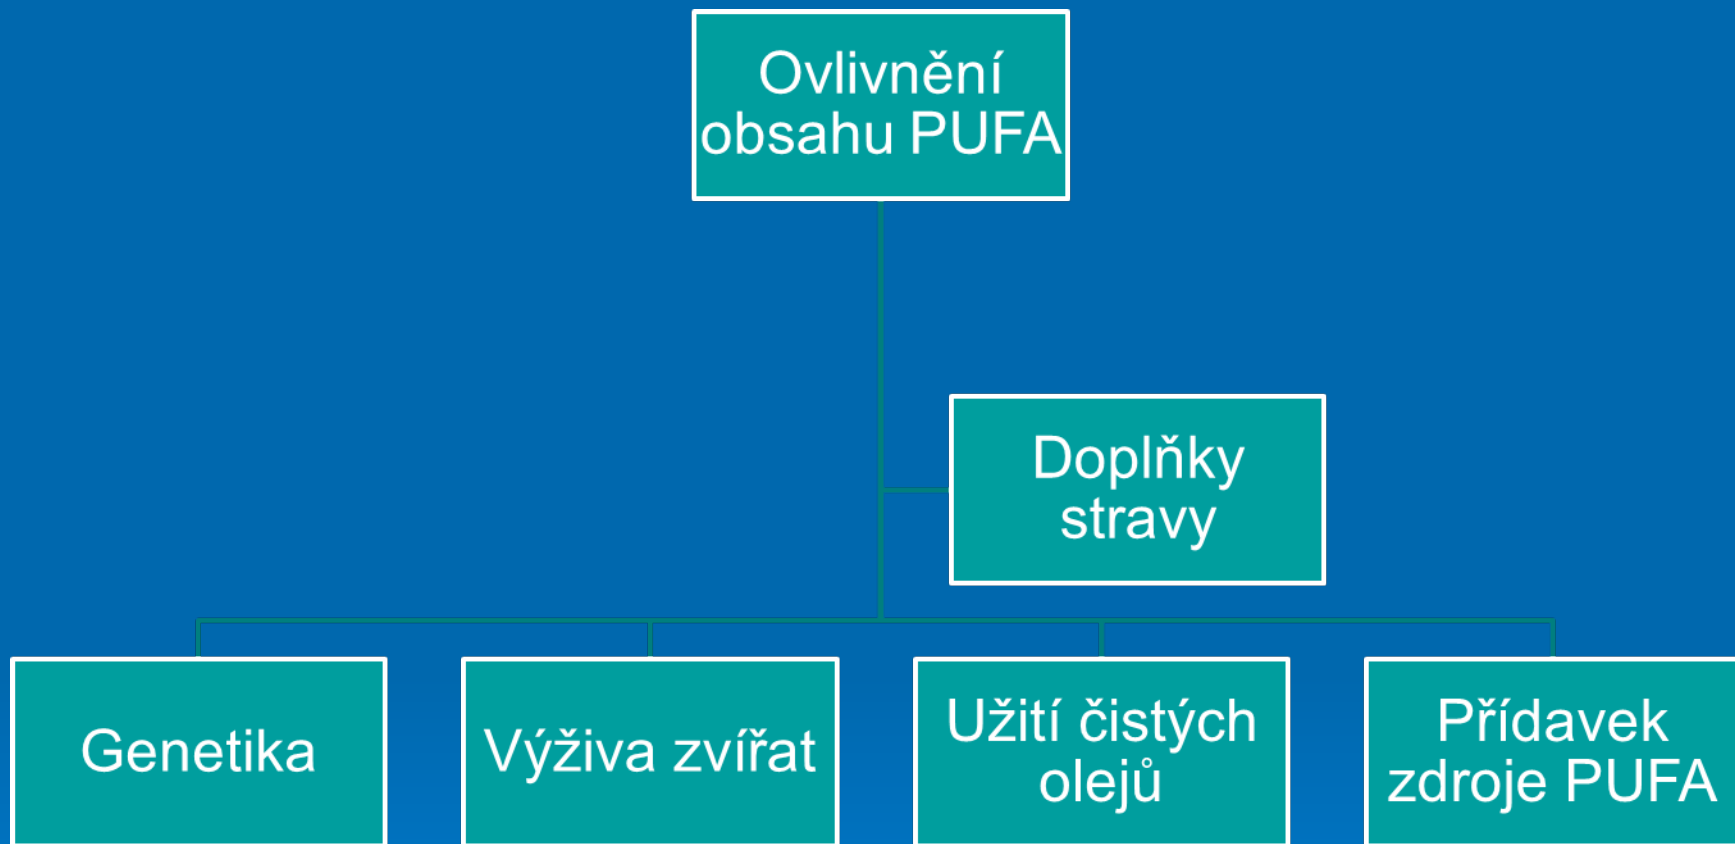 Ovlivnění
obsahu PUFA
Doplňky
stravy
Genetika
Výživa zvířat
Užití čistých
olejů
Přídavek
zdroje PUFA